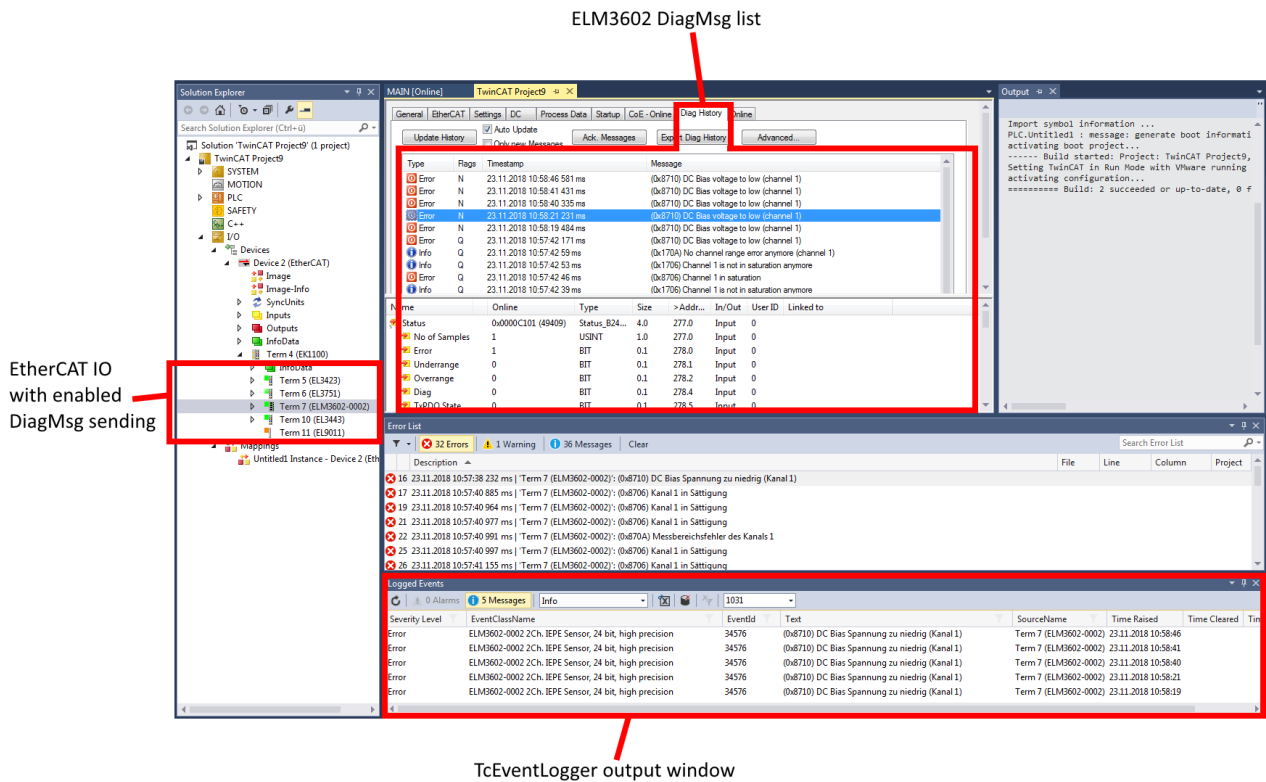 ELM3602 DiagMsg list
Solution Explorer
Search Solution Explorer (Ctrl+ü)
Solution 'TwinCAT Project9' (1 project)
TwinCAT Project9
SYSTEM
MOTION
PLC
SAFETY
C++
I/O
Devices
Device 2 (EtherCAT)
Image
Image-Info
SyncUnits
Inputs
Outputs
InfoData
Term 4 (EK1100)
InfoData
Term 5 (EL3423)
Term 6 (EL3751)
Term 7 (ELM3602-0002)
Term 10 (EL3443)
Term 11 (EL9011)
Mappings
Untitled1 Instance - Device 2 (Eth
EtherCAT IO
with enabled
DiagMsg sending
MAIN [Online] TwinCAT Project9
General EtherCAT Settings DC Process Data Startup CoE - Online Diag History Online
Update History Auto Update Ack. Messages Export Diag History Advanced...
Only new Messages
Type Flags Timestamp Message
Error N 23.11.2018 10:58:46 581 ms (0x8710) DC Bias voltage to low (channel 1)
Error N 23.11.2018 10:58:41 431 ms (0x8710) DC Bias voltage to low (channel 1)
Error N 23.11.2018 10:58:40 335 ms (0x8710) DC Bias voltage to low (channel 1)
Error N 23.11.2018 10:58:21 231 ms (0x8710) DC Bias voltage to low (channel 1)
Error N 23.11.2018 10:58:19 484 ms (0x8710) DC Bias voltage to low (channel 1)
Error Q 23.11.2018 10:57:42 171 ms (0x8710) DC Bias voltage to low (channel 1)
Info Q 23.11.2018 10:57:42 59 ms (0x170A) No channel range error anymore (channel 1)
Info Q 23.11.2018 10:57:42 53 ms (0x1706) Channel 1 is not in saturation anymore
Error Q 23.11.2018 10:57:42 46 ms (0x8706) Channel 1 in saturation
Info Q 23.11.2018 10:57:42 39 ms (0x1706) Channel 1 is not in saturation anymore
Name Online Type Size >Addr... In/Out User ID Linked to
Status 0x0000C101 (49409) Status_B24... 4.0 277.0 Input 0
No of Samples 1 USINT 1.0 277.0 Input 0
Error 1 BIT 0.1 278.0 Input 0
Underrange 0 BIT 0.1 278.1 Input 0
Overrange 0 BIT 0.1 278.2 Input 0
Diag 0 BIT 0.1 278.4 Input 0
TxPDO State 0 BIT 0.1 278.5 Input 0
Output
Import symbol information ...
PLC.Untitled1 : message: generate boot informati
activating boot project...
------ Build started: Project: TwinCAT Project9,
Setting TwinCAT in Run Mode with VMware running
activating configuration...
========== Build: 2 succeeded or up-to-date, 0 f
Error List
32 Errors 1 Warning 36 Messages Clear Search Error List
Description File Line Column Project
16 23.11.2018 10:57:38 232 ms | 'Term 7 (ELM3602-0002)': (0x8710) DC Bias Spannung zu niedrig (Kanal 1)
17 23.11.2018 10:57:40 885 ms | 'Term 7 (ELM3602-0002)': (0x8706) Kanal 1 in Sättigung
19 23.11.2018 10:57:40 964 ms | 'Term 7 (ELM3602-0002)': (0x8706) Kanal 1 in Sättigung
21 23.11.2018 10:57:40 977 ms | 'Term 7 (ELM3602-0002)': (0x8706) Kanal 1 in Sättigung
22 23.11.2018 10:57:40 991 ms | 'Term 7 (ELM3602-0002)': (0x870A) Messbereichsfehler des Kanals 1
25 23.11.2018 10:57:40 997 ms | 'Term 7 (ELM3602-0002)': (0x8706) Kanal 1 in Sättigung
26 23.11.2018 10:57:41 155 ms | 'Term 7 (ELM3602-0002)': (0x8706) Kanal 1 in Sättigung
Logged Events
0 Alarms 5 Messages Info 1031
Severity Level EventClassName EventId Text SourceName Time Raised Time Cleared Tin
Error ELM3602-0002 2Ch. IEPE Sensor, 24 bit, high precision 34576 (0x8710) DC Bias Spannung zu niedrig (Kanal 1) Term 7 (ELM3602-0002) 23.11.2018 10:58:46
Error ELM3602-0002 2Ch. IEPE Sensor, 24 bit, high precision 34576 (0x8710) DC Bias Spannung zu niedrig (Kanal 1) Term 7 (ELM3602-0002) 23.11.2018 10:58:41
Error ELM3602-0002 2Ch. IEPE Sensor, 24 bit, high precision 34576 (0x8710) DC Bias Spannung zu niedrig (Kanal 1) Term 7 (ELM3602-0002) 23.11.2018 10:58:40
Error ELM3602-0002 2Ch. IEPE Sensor, 24 bit, high precision 34576 (0x8710) DC Bias Spannung zu niedrig (Kanal 1) Term 7 (ELM3602-0002) 23.11.2018 10:58:21
Error ELM3602-0002 2Ch. IEPE Sensor, 24 bit, high precision 34576 (0x8710) DC Bias Spannung zu niedrig (Kanal 1) Term 7 (ELM3602-0002) 23.11.2018 10:58:19
TcEventLogger output window